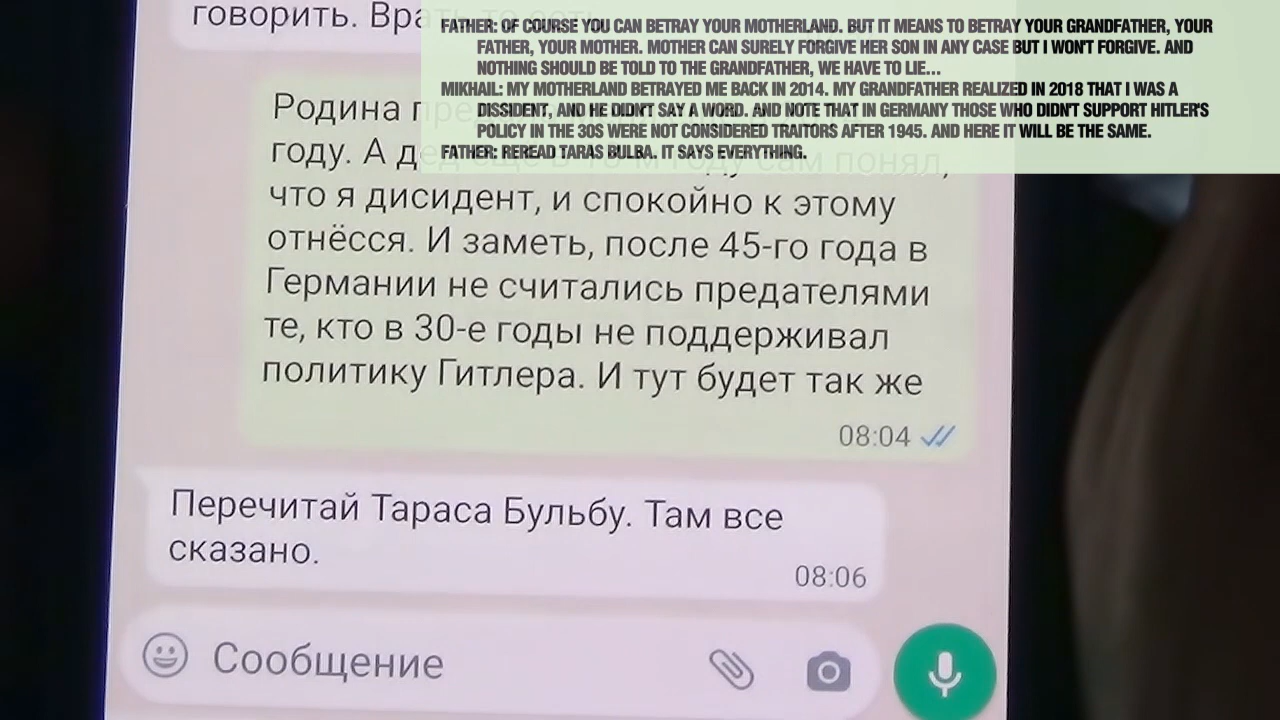 говорить. Врать то есть
FATHER: OF COURSE YOU CAN BETRAY YOUR MOTHERLAND. BUT IT MEANS TO BETRAY YOUR GRANDFATHER, YOUR
FATHER, YOUR MOTHER. MOTHER CAN SURELY FORGIVE HER SON IN ANY CASE BUT I WON'T FORGIVE. AND
NOTHING SHOULD BE TOLD TO THE GRANDFATHER, WE HAVE TO LIE...
MIKHAIL: MY MOTHERLAND BETRAYED ME BACK IN 2014. MY GRANDFATHER REALIZED IN 2018 THAT I WAS A
DISSIDENT, AND HE DIDN'T SAY A WORD. AND NOTE THAT IN GERMANY THOSE WHO DIDN'T SUPPORT HITLER'S
POLICY IN THE 30S WERE NOT CONSIDERED TRAITORS AFTER 1945. AND HERE IT WILL BE THE SAME.
FATHER: REREAD TARAS BULBA. IT SAYS EVERYTHING.
Родина
году. А дед сам понял,
что я дисидент, и спокойно к этому
отнёсся. И заметь, после 45-го года в
Германии не считались предателями
те, кто в 30-е годы не поддерживал
политику Гитлера. И тут будет так же
08:04
Перечитай Тараса Бульбу. Там все
сказано.
08:06
Сообщение